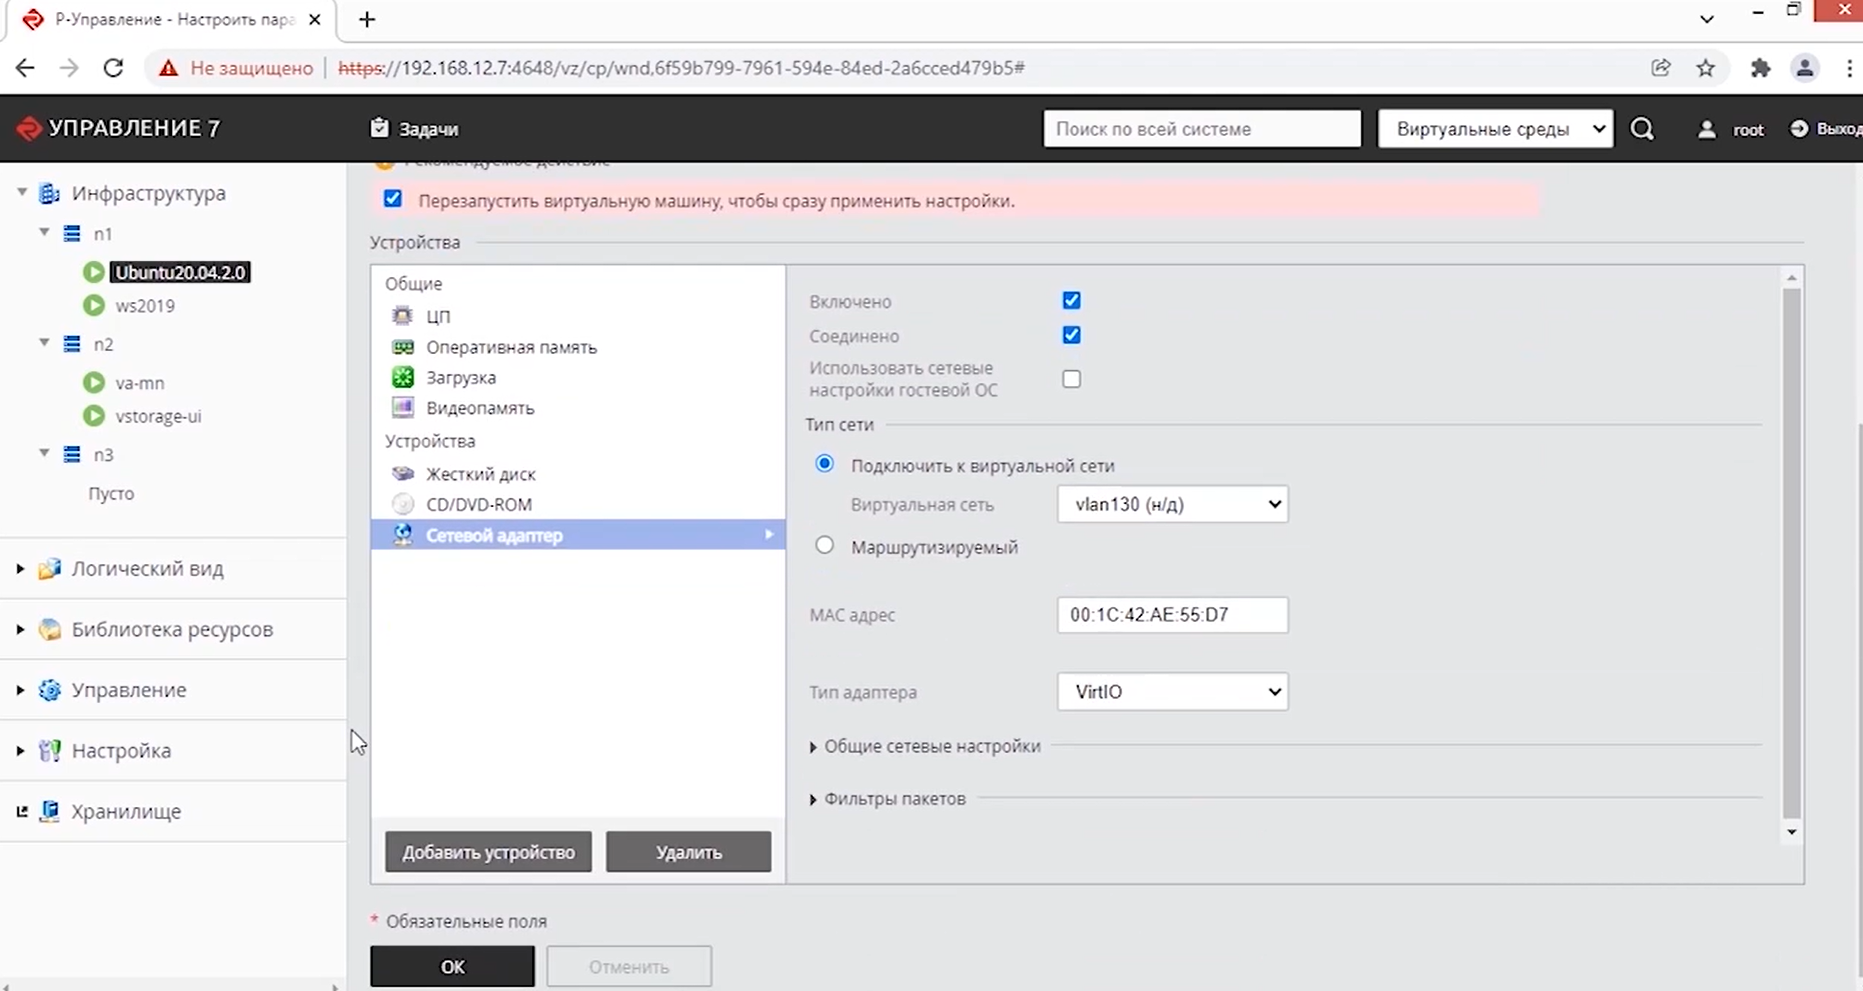 Р-Управление - Настроить пара
Не защищено
https://192.168.12.7:4648/vz/cp/wnd,6f59b799-7961-594e-84ed-2a6cced479b5#
УПРАВЛЕНИЕ 7
Задачи
Поиск по всей системе
Виртуальные среды
root
Выход
Инфраструктура
n1
Ubuntu20.04.2.0
ws2019
n2
va-mn
vstorage-ui
n3
Пусто
Логический вид
Библиотека ресурсов
Управление
Настройка
Хранилище
Рекомендуемое действие
Перезапустить виртуальную машину, чтобы сразу применить настройки.
Устройства
Общие
ЦП
Оперативная память
Загрузка
Видеопамять
Устройства
Жесткий диск
CD/DVD-ROM
Сетевой адаптер
Добавить устройство
Удалить
Включено
Соединено
Использовать сетевые
настройки гостевой ОС
Тип сети
Подключить к виртуальной сети
Виртуальная сеть
vlan130 (н/д)
Маршрутизируемый
MAC адрес
00:1C:42:AE:55:D7
Тип адаптера
VirtIO
Общие сетевые настройки
Фильтры пакетов
* Обязательные поля
ОК
Отменить